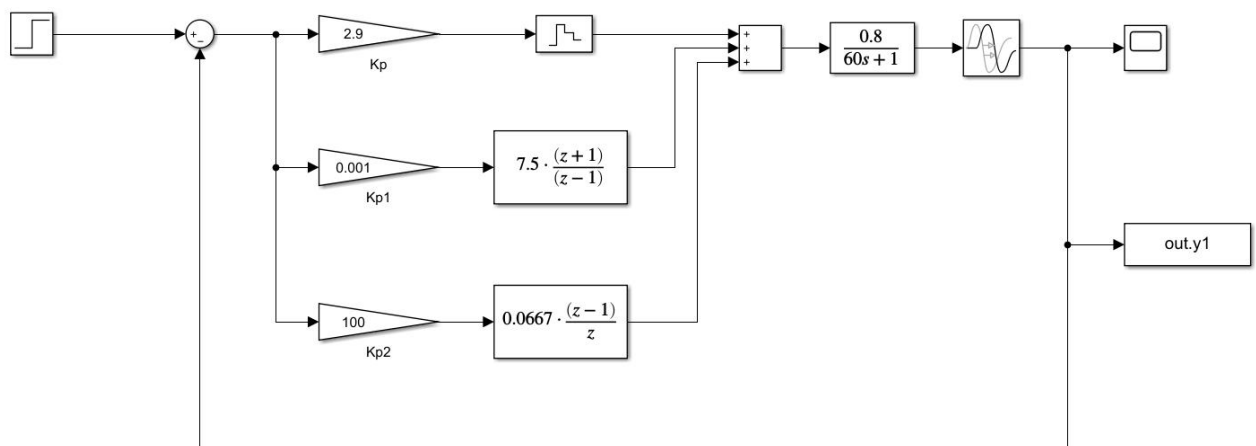 +
−
2.9
Kp
+
+
+
0.8
60s + 1
0.001
Kp1
7.5 · (z + 1)
(z − 1)
out.y1
100
Kp2
0.0667 · (z − 1)
z